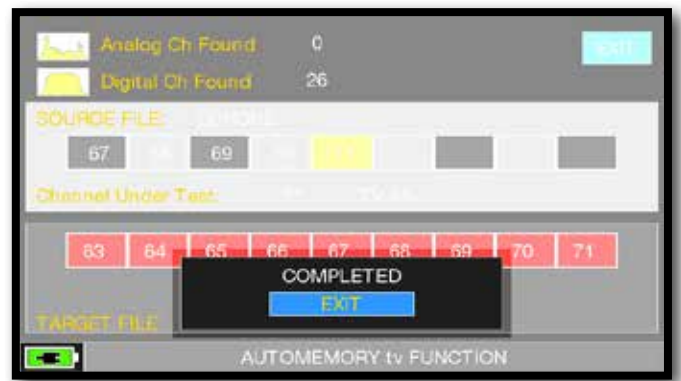 Analog Ch Found 0
EXIT
Digital Ch Found 26
SOURCE FILE:
67 69
Channel Under Test:
63 64 65 66 67 68 69 70 71
COMPLETED
EXIT
TARGET FILE
AUTOMEMORY tv FUNCTION